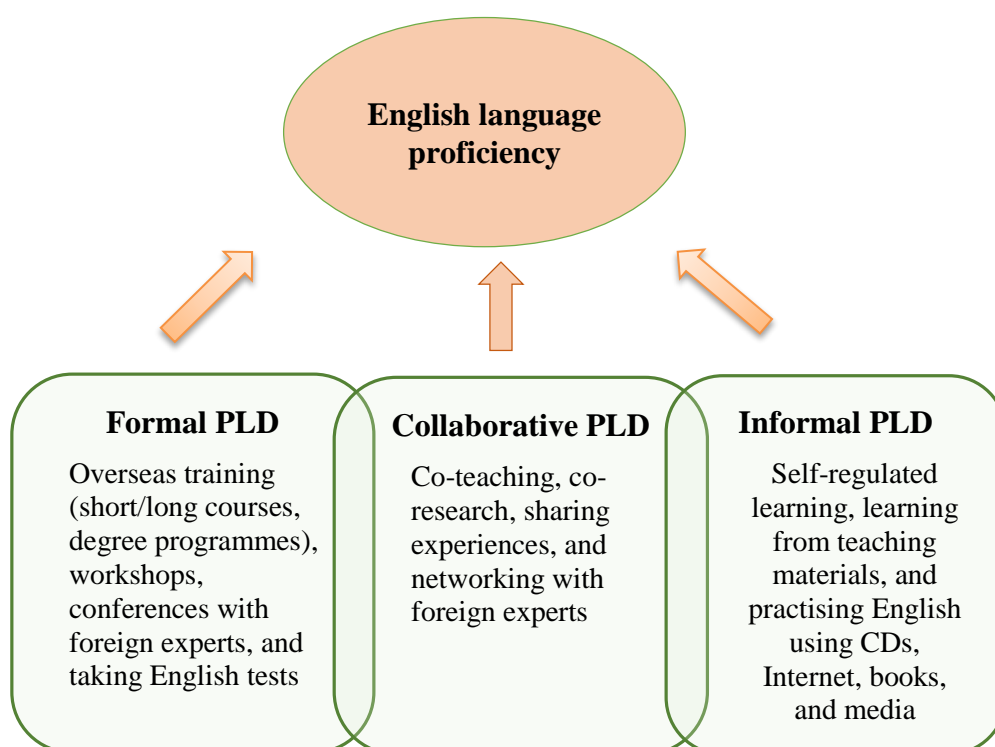 English language
proficiency
Formal PLD
Overseas training
(short/long courses,
degree programmes),
workshops,
conferences with
foreign experts, and
taking English tests
Collaborative PLD
Co-teaching, co-
research, sharing
experiences, and
networking with
foreign experts
Informal PLD
Self-regulated
learning, learning
from teaching
materials, and
practising English
using CDs,
Internet, books,
and media